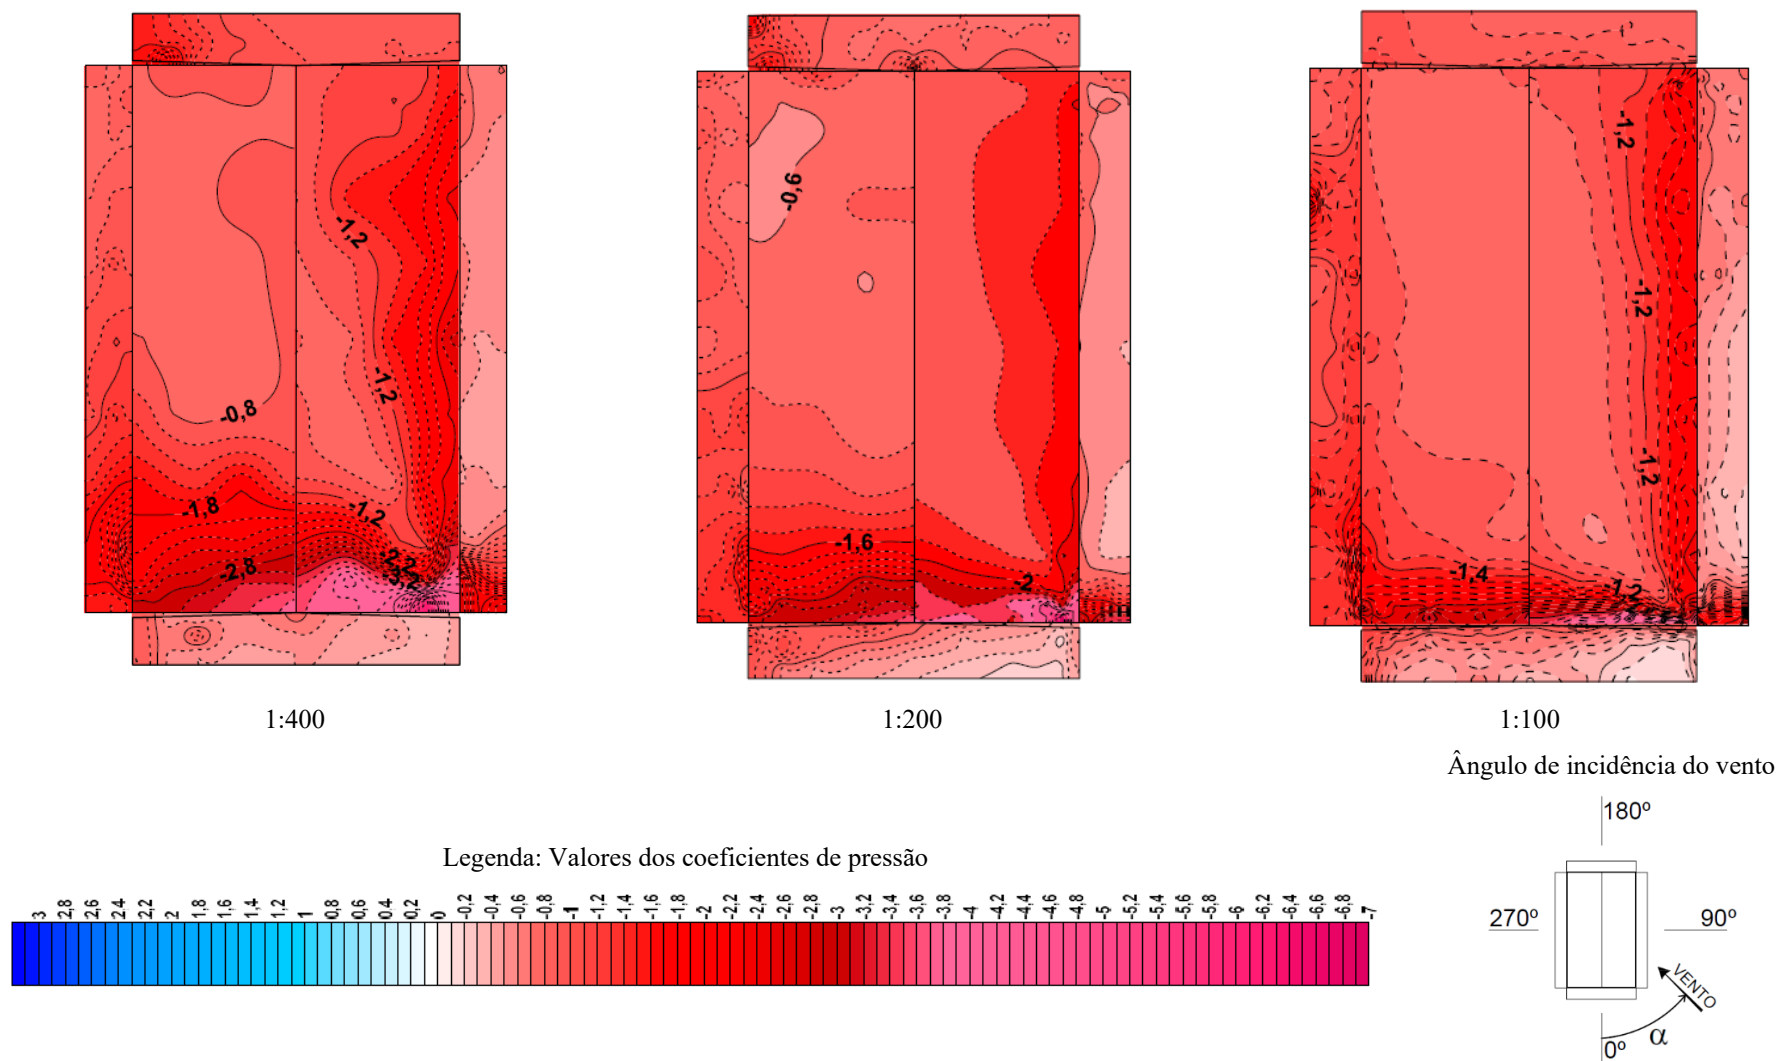 -1,2
-1,2
-0,8
-1,8
-1,2
-2,8
-2,2
-3,2
-0,6
-1,6
-2
-1,2
-1,2
-1,2
-1,4
-1,2
1:400
1:200
1:100
Ângulo de incidência do vento
180º
270º
90º
VENTO
α
0º
Legenda: Valores dos coeficientes de pressão
3 2,8 2,6 2,4 2,2 2 1,8 1,6 1,4 1,2 1 0,8 0,6 0,4 0,2 0 -0,2 -0,4 -0,6 -0,8 -1 -1,2 -1,4 -1,6 -1,8 -2 -2,2 -2,4 -2,6 -2,8 -3 -3,2 -3,4 -3,6 -3,8 -4 -4,2 -4,4 -4,6 -4,8 -5 -5,2 -5,4 -5,6 -5,8 -6 -6,2 -6,4 -6,6 -6,8 -7